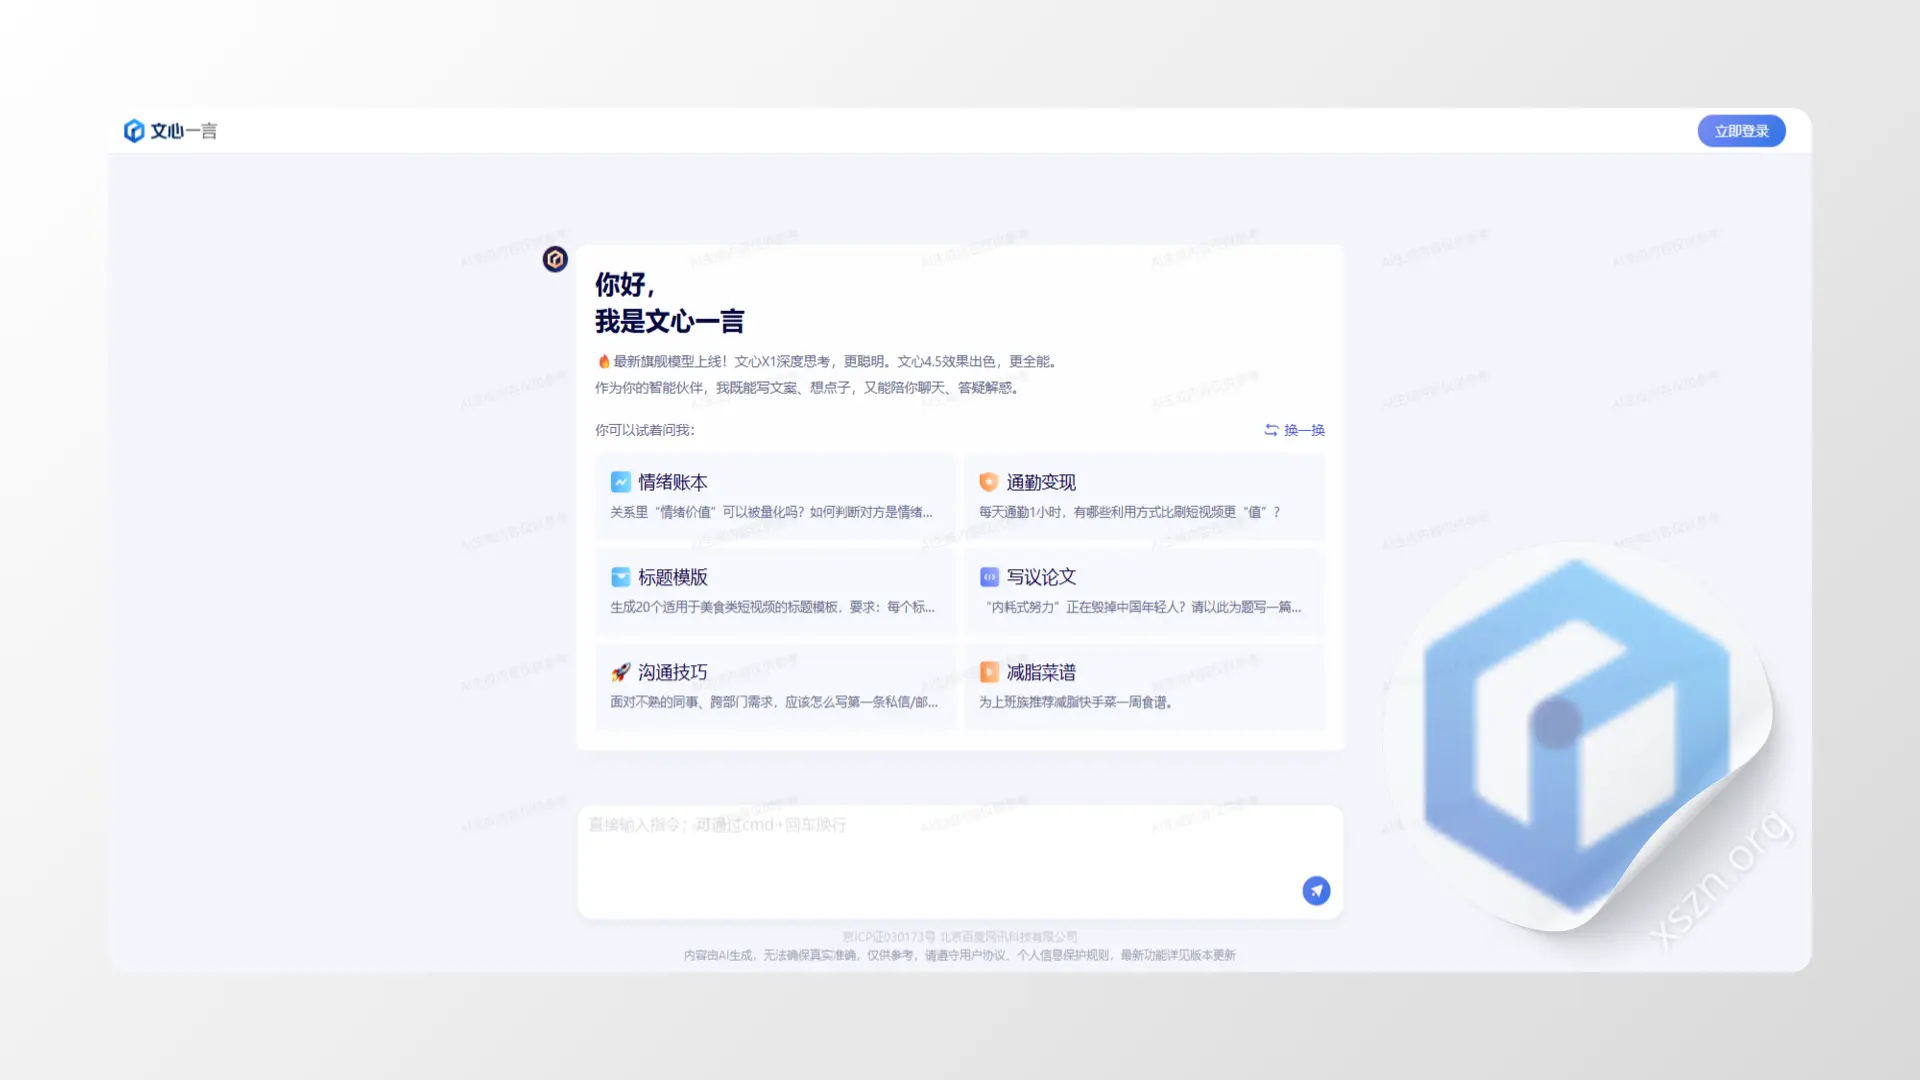 文心一言
立即登录
你好，
我是文心一言
🔥最新旗舰模型上线！文心X1深度思考，更聪明。文心4.5效果出色，更全能。
作为你的智能伙伴，我既能写文案、想点子，又能陪你聊天、答疑解惑。
你可以试着问我：
换一换
情绪账本
关系里“情绪价值”可以被量化吗？如何判断对方是情绪...
通勤变现
每天通勤1小时，有哪些利用方式比刷短视频更“值”？
标题模版
生成20个适用于美食类短视频的标题模板，要求：每个标...
写议论文
“内耗式努力”正在毁掉中国年轻人？请以此为题写一篇...
沟通技巧
面对不熟的同事、跨部门需求，应该怎么写第一条私信/邮...
减脂菜谱
为上班族推荐减脂快手菜一周食谱。
直接输入指令；可通过cmd+回车换行
京ICP证030173号 北京百度网讯科技有限公司
内容由AI生成，无法确保真实准确，仅供参考，请遵守用户协议、个人信息保护规则，最新功能详见版本更新
AI生成内容仅供参考
xszn.org